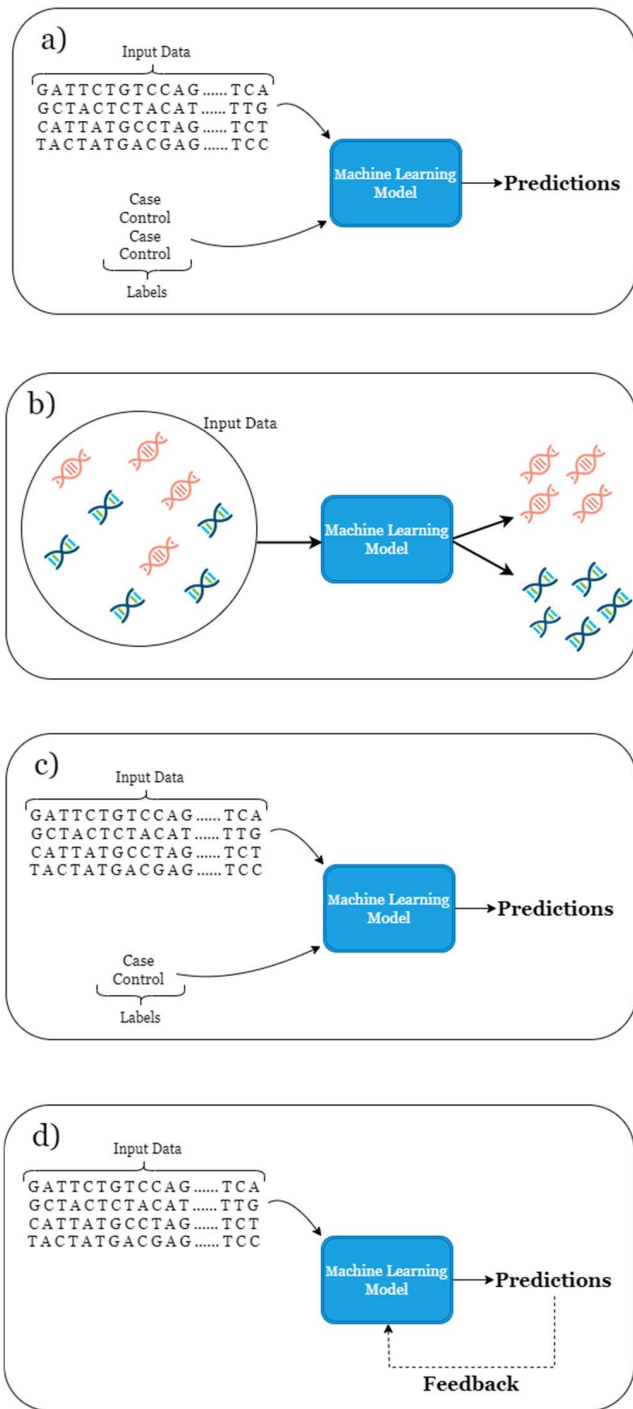 a)
Input Data
GATTCTGTCCAG......TCA
GCTACTCTACAT......TTG
CATTATGCCTAG......TCT
TACTATGACGAG......TCC
Machine Learning
Model
Predictions
Case
Control
Case
Control
Labels
b)
Input Data
Machine Learning
Model
c)
Input Data
GATTCTGTCCAG......TCA
GCTACTCTACAT......TTG
CATTATGCCTAG......TCT
TACTATGACGAG......TCC
Machine Learning
Model
Predictions
Case
Control
Labels
d)
Input Data
GATTCTGTCCAG......TCA
GCTACTCTACAT......TTG
CATTATGCCTAG......TCT
TACTATGACGAG......TCC
Machine Learning
Model
Predictions
Feedback